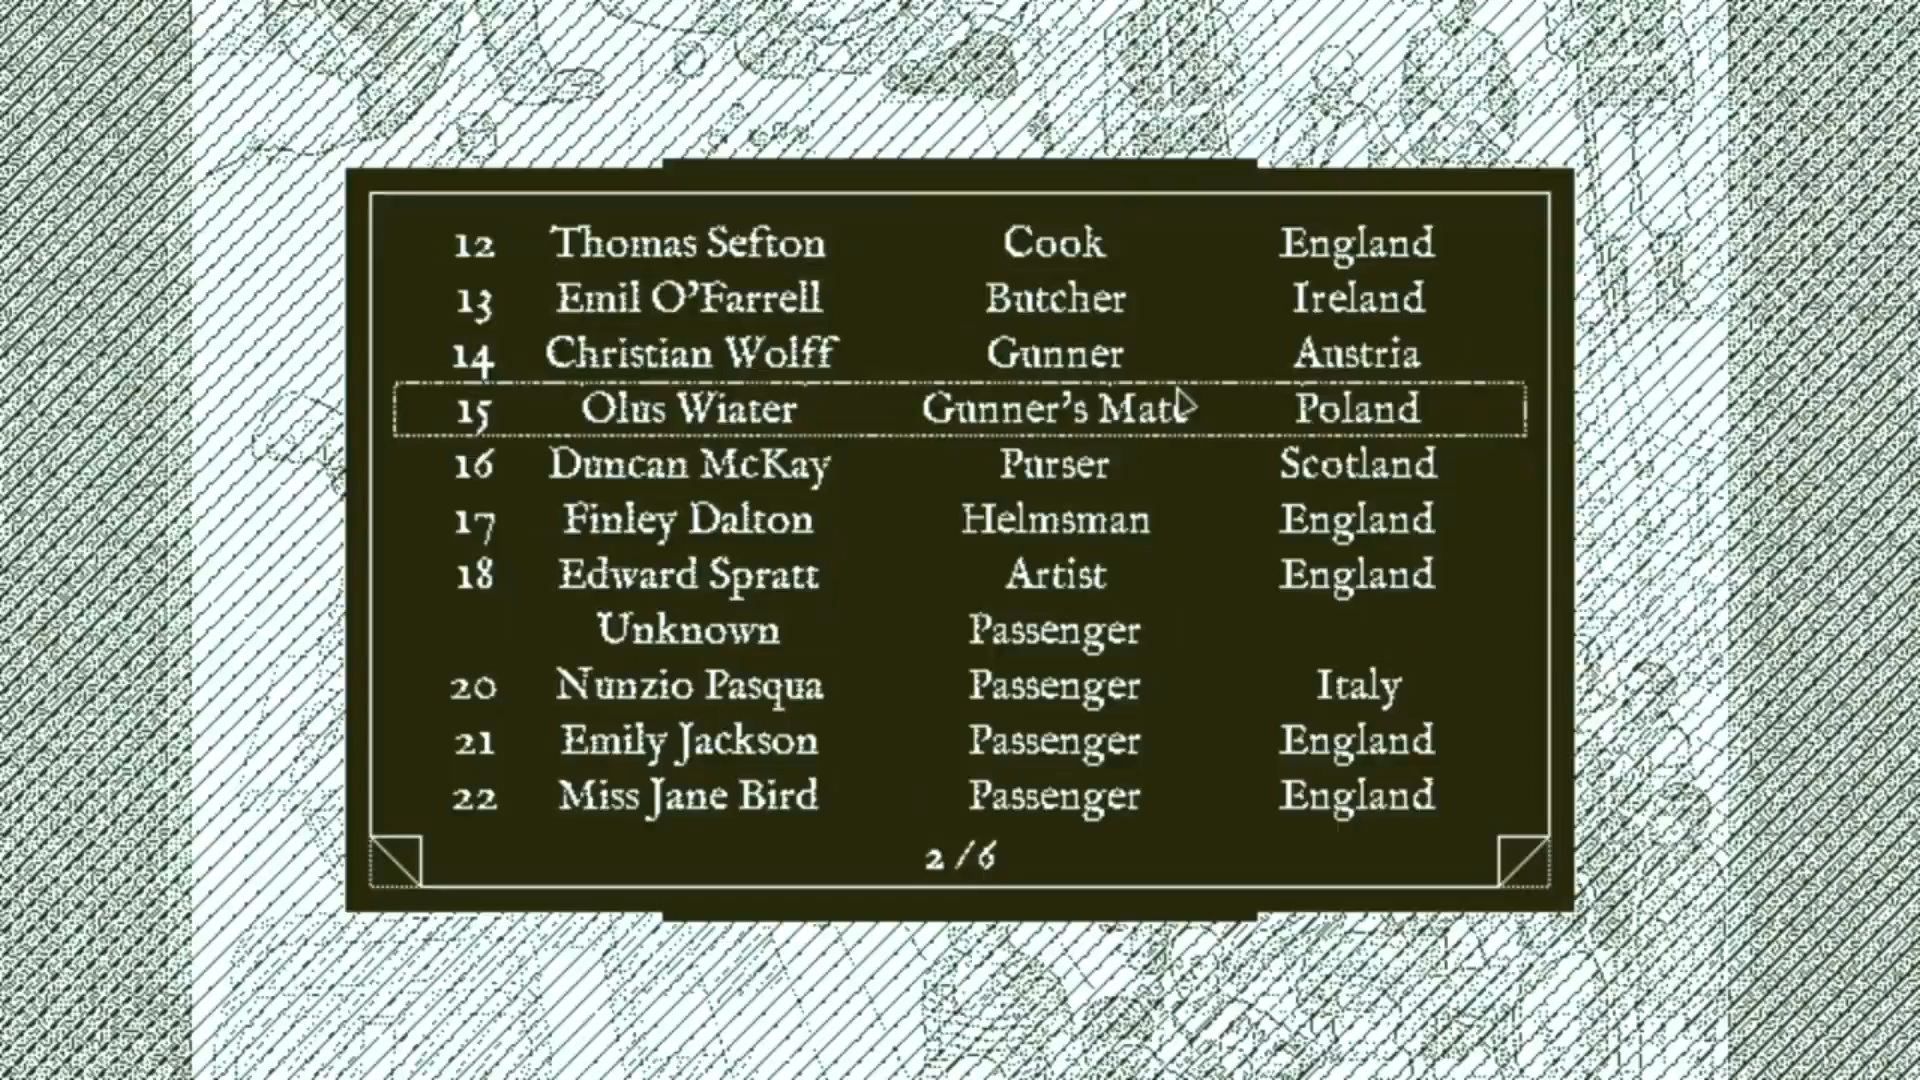 12 Thomas Sefton Cook England
13 Emil O'Farrell Butcher Ireland
14 Christian Wolff Gunner Austria
15 Olus Wiater Gunner's Mate Poland
16 Duncan McKay Purser Scotland
17 Finley Dalton Helmsman England
18 Edward Spratt Artist England
Unknown Passenger
20 Nunzio Pasqua Passenger Italy
21 Emily Jackson Passenger England
22 Miss Jane Bird Passenger England
2 / 6